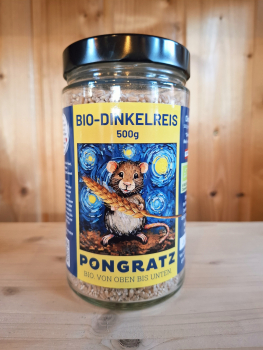 BIO-DINKELREIS
500g
PONGRATZ
BIO. VON OBEN BIS UNTEN.